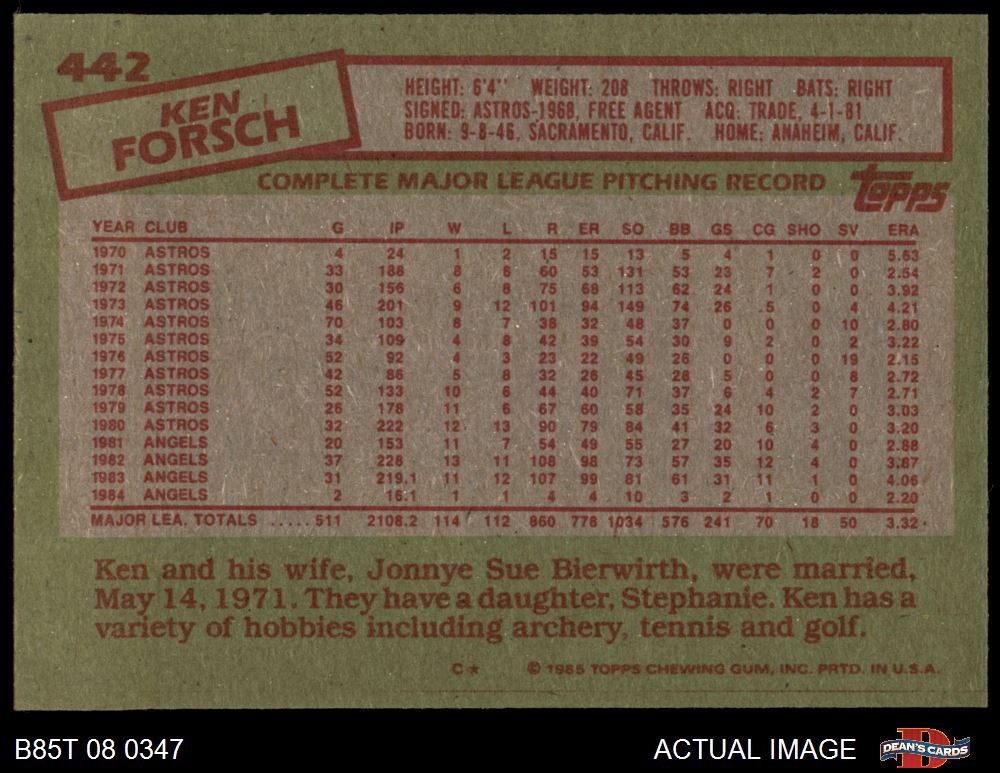 442
KEN
FORSCH
HEIGHT: 6'4" WEIGHT: 208 THROWS: RIGHT BATS: RIGHT
SIGNED: ASTROS-1968, FREE AGENT ACQ: TRADE, 4-1-81
BORN: 9-8-46, SACRAMENTO, CALIF. HOME: ANAHEIM, CALIF.
COMPLETE MAJOR LEAGUE PITCHING RECORD
topps
YEAR CLUB G IP W L R ER SO BB GS CG SHO SV ERA
1970 ASTROS 4 24 1 2 15 15 13 5 4 1 0 0 5.63
1971 ASTROS 33 188 8 8 60 53 131 53 23 7 2 0 2.54
1972 ASTROS 30 156 6 8 75 68 113 62 24 1 0 0 3.92
1973 ASTROS 46 201 9 12 101 94 149 74 26 5 0 4 4.21
1974 ASTROS 70 103 8 7 38 32 48 37 0 0 0 10 2.80
1975 ASTROS 34 109 4 8 42 39 54 30 9 2 0 2 3.22
1976 ASTROS 52 92 4 3 23 22 49 26 0 0 0 19 2.15
1977 ASTROS 42 86 5 8 32 26 45 28 5 0 0 8 2.72
1978 ASTROS 52 133 10 6 44 40 71 37 6 4 2 7 2.71
1979 ASTROS 26 178 11 6 67 60 58 35 24 10 2 0 3.03
1980 ASTROS 32 222 12 13 90 79 84 41 32 6 3 0 3.20
1981 ANGELS 20 153 11 7 54 49 55 27 20 10 4 0 2.88
1982 ANGELS 37 228 13 11 108 98 73 57 35 12 4 0 3.87
1983 ANGELS 31 219.1 11 12 107 99 81 61 31 11 1 0 4.06
1984 ANGELS 2 16.1 1 1 4 4 10 3 2 1 0 0 2.20
MAJOR LEA. TOTALS ..... 511 2108.2 114 112 860 778 1034 576 241 70 18 50 3.32
Ken and his wife, Jonnye Sue Bierwirth, were married,
May 14, 1971. They have a daughter, Stephanie. Ken has a
variety of hobbies including archery, tennis and golf.
C★ © 1985 TOPPS CHEWING GUM, INC. PRTD. IN U.S.A.
B85T 08 0347 ACTUAL IMAGE D DEAN'S CARDS